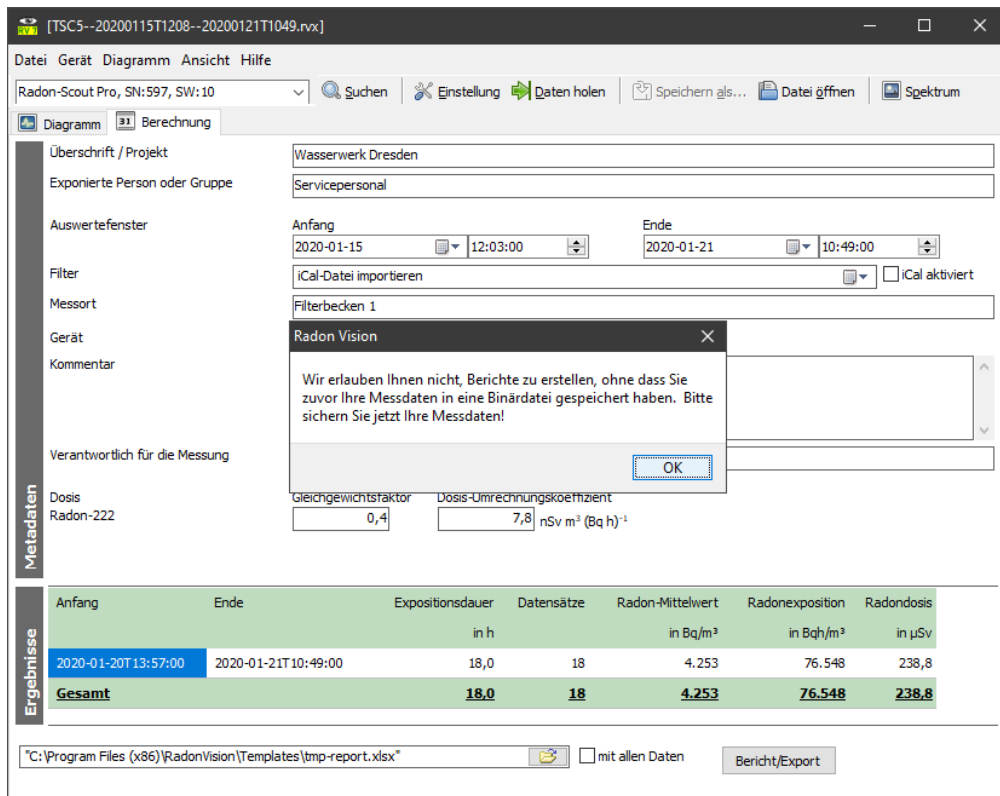 [TSC5--20200115T1208--20200121T1049.rvx]
Datei Gerät Diagramm Ansicht Hilfe
Radon-Scout Pro, SN:597, SW:10 Suchen Einstellung Daten holen Speichern als... Datei öffnen Spektrum
Diagramm 31 Berechnung
Überschrift / Projekt Wasserwerk Dresden
Exponierte Person oder Gruppe Servicepersonal
Auswertefenster Anfang Ende
2020-01-15 12:03:00 2020-01-21 10:49:00
Filter iCal-Datei importieren iCal aktiviert
Messort Filterbecken 1
Gerät
Kommentar
Radon Vision
Wir erlauben Ihnen nicht, Berichte zu erstellen, ohne dass Sie
zuvor Ihre Messdaten in eine Binärdatei gespeichert haben. Bitte
sichern Sie jetzt Ihre Messdaten!
OK
Verantwortlich für die Messung
Dosis Gleichgewichtsfaktor Dosis-Umrechnungskoeffizient
Radon-222 0,4 7,8 nSv m³ (Bq h)⁻¹
Metadaten
Anfang Ende Expositionsdauer Datensätze Radon-Mittelwert Radonexposition Radondosis
in h in Bq/m³ in Bqh/m³ in µSv
2020-01-20T13:57:00 2020-01-21T10:49:00 18,0 18 4.253 76.548 238,8
Gesamt 18,0 18 4.253 76.548 238,8
Ergebnisse
"C:\Program Files (x86)\RadonVision\Templates\tmp-report.xlsx" mit allen Daten Bericht/Export